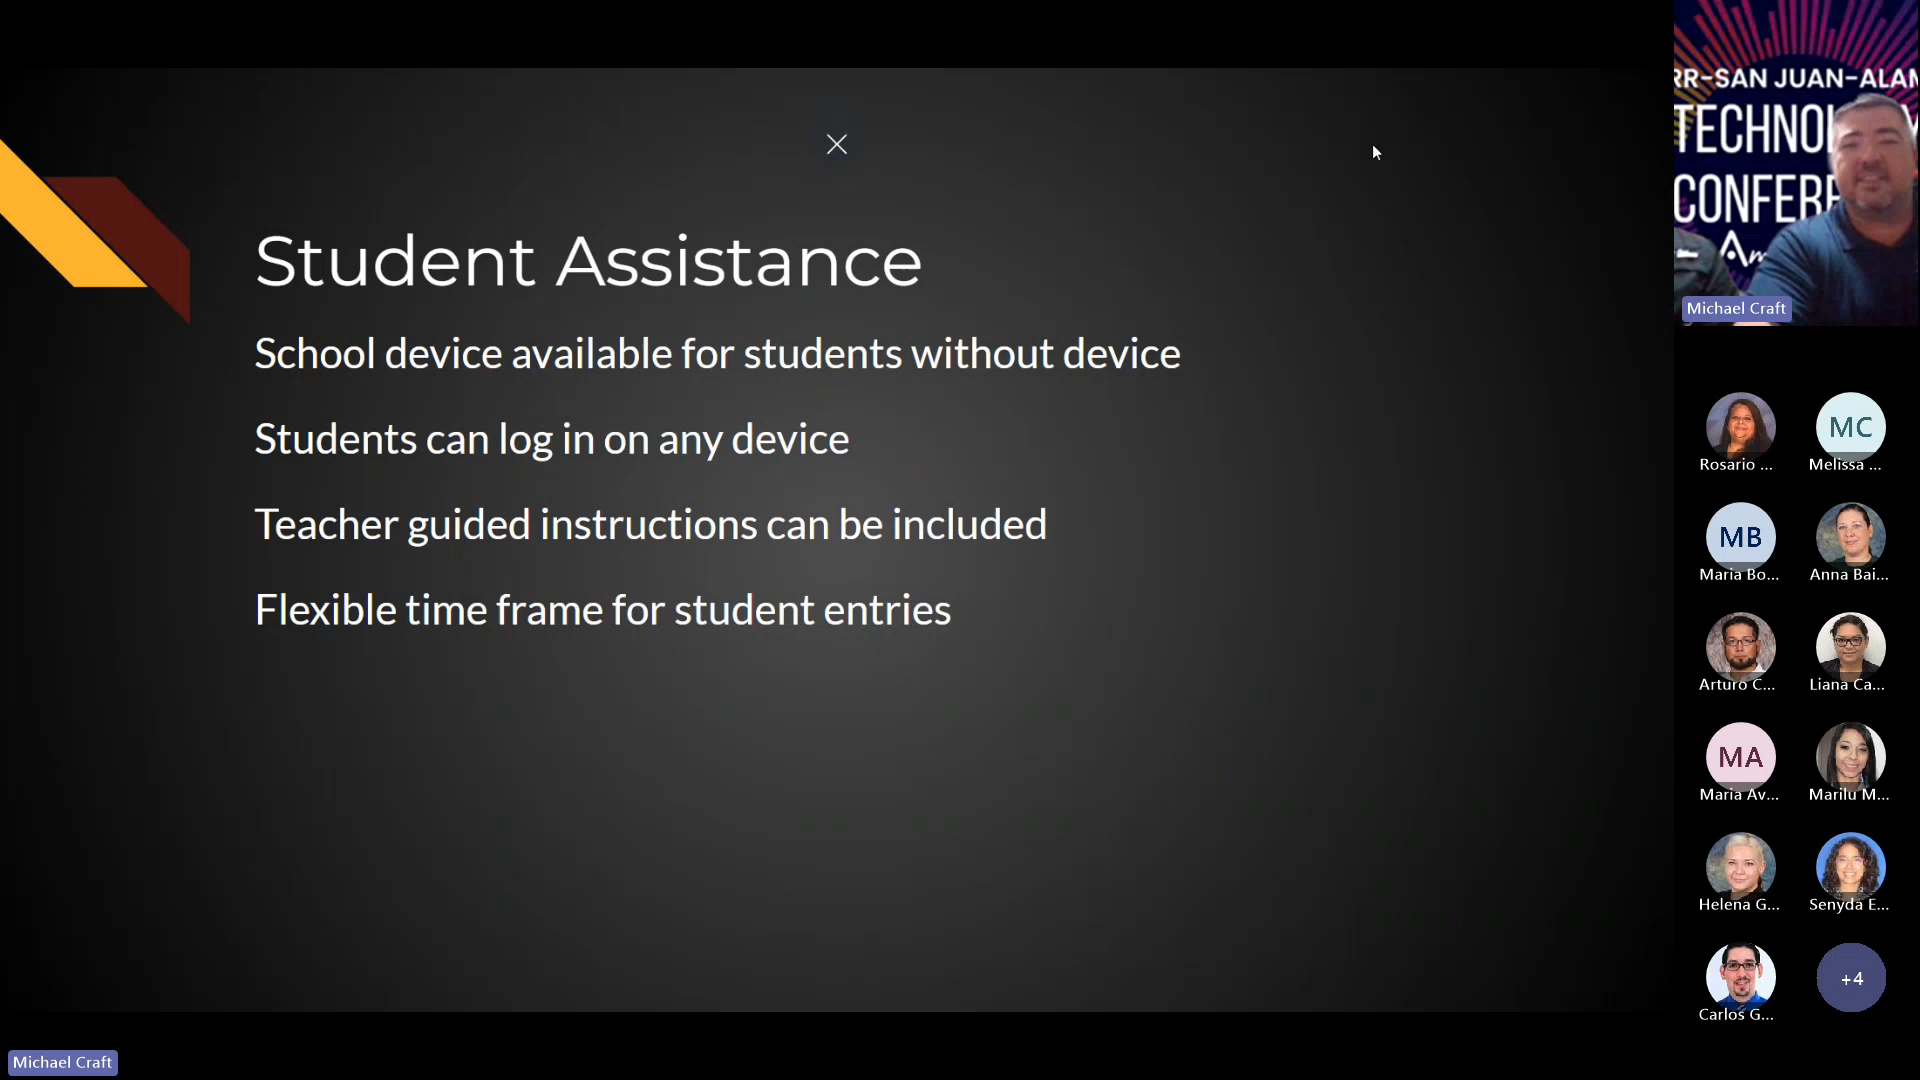 Student Assistance
School device available for students without device
Students can log in on any device
Teacher guided instructions can be included
Flexible time frame for student entries
RR-SAN JUAN-ALAM
TECHNOL
CONFER
Am
Michael Craft
Rosario ...
MC
Melissa ...
MB
Maria Bo...
Anna Bai...
Arturo C...
Liana Ca...
MA
Maria Av...
Marilu M...
Helena G...
Senyda E...
Carlos G...
+4
Michael Craft